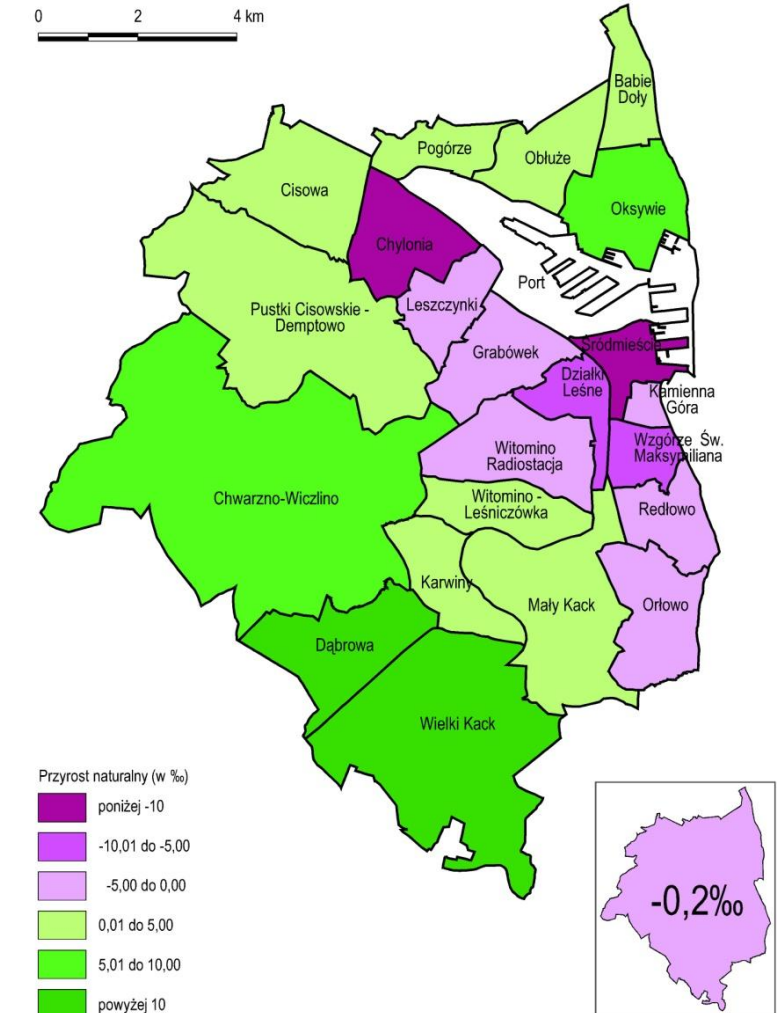 0 2 4 km
Babie
Doły
Pogórze
Obłuże
Cisowa
Oksywie
Chylonia
Port
Leszczynki
Pustki Cisowskie -
Demptowo
Śródmieście
Grabówek
Działki
Leśne
Kamienna
Góra
Wzgórze Św.
Maksymiliana
Witomino
Radiostacja
Chwarzno-Wiczlino
Witomino -
Leśniczówka
Redłowo
Karwiny
Mały Kack
Orłowo
Dąbrowa
Wielki Kack
Przyrost naturalny (w ‰)
poniżej -10
-10,01 do -5,00
-5,00 do 0,00
0,01 do 5,00
5,01 do 10,00
powyżej 10
-0,2‰